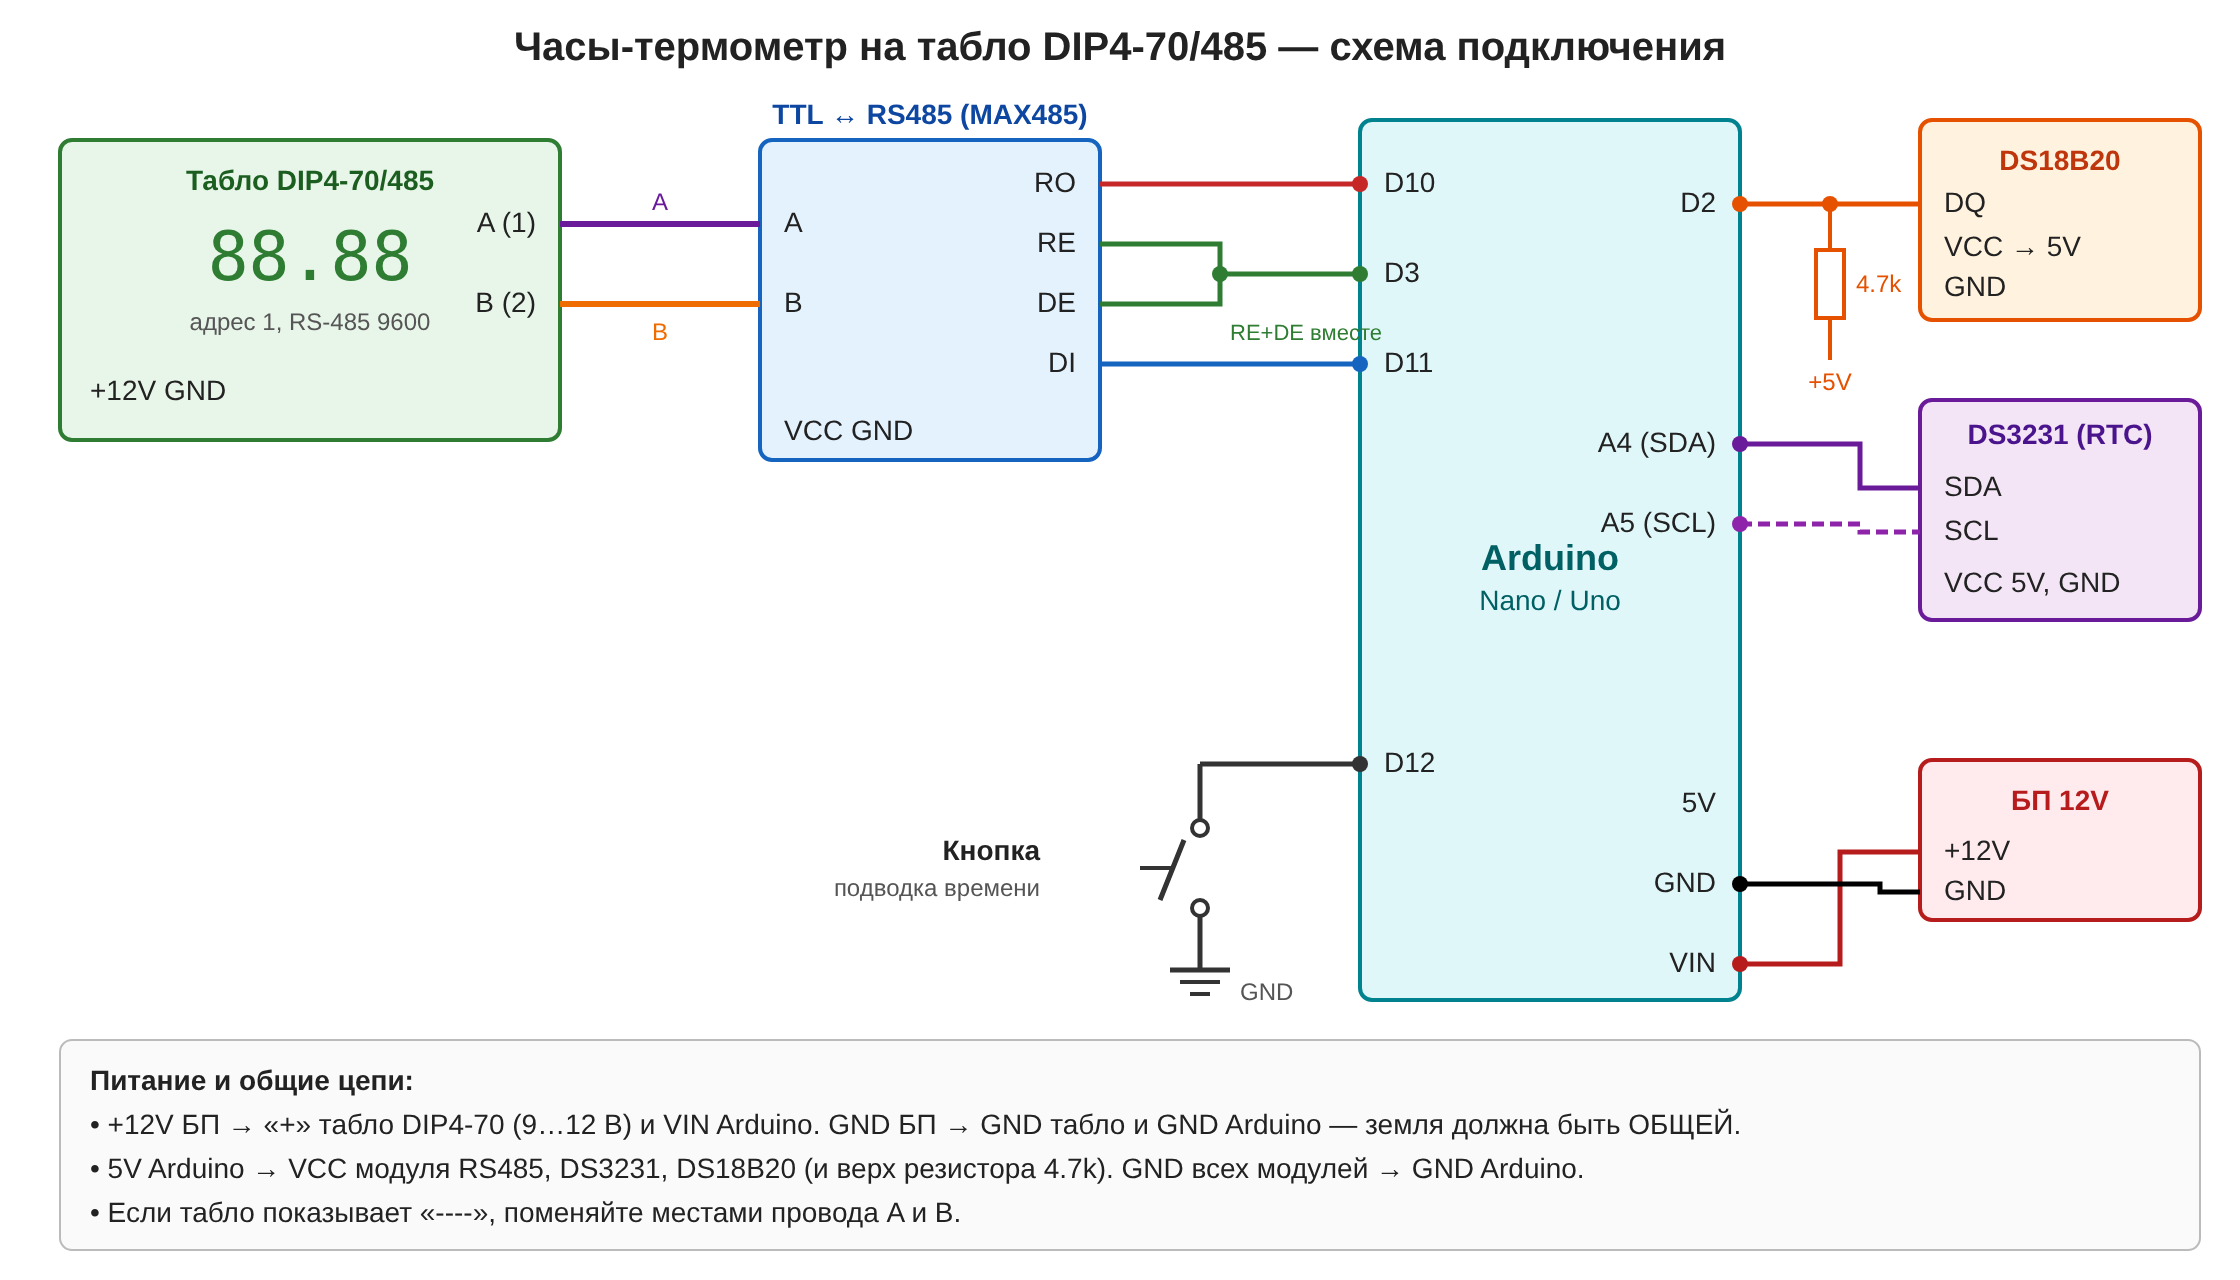 Часы-термометр на табло DIP4-70/485 — схема подключения
Табло DIP4-70/485
88.88
адрес 1, RS-485 9600
A (1)
B (2)
+12V GND
A
B
TTL ↔ RS485 (MAX485)
A
B
RO
RE
DE
DI
VCC GND
RE+DE вместе
D10
D3
D11
D12
D2
A4 (SDA)
A5 (SCL)
Arduino
Nano / Uno
5V
GND
VIN
DS18B20
DQ
VCC → 5V
GND
4.7k
+5V
DS3231 (RTC)
SDA
SCL
VCC 5V, GND
БП 12V
+12V
GND
Кнопка
подводка времени
GND
Питание и общие цепи:
• +12V БП → «+» табло DIP4-70 (9…12 В) и VIN Arduino. GND БП → GND табло и GND Arduino — земля должна быть ОБЩЕЙ.
• 5V Arduino → VCC модуля RS485, DS3231, DS18B20 (и верх резистора 4.7k). GND всех модулей → GND Arduino.
• Если табло показывает «----», поменяйте местами провода A и B.